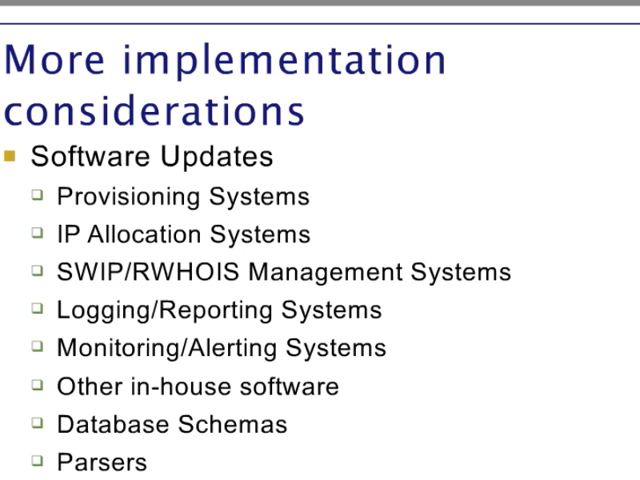 More implementation
considerations
Software Updates
Provisioning Systems
IP Allocation Systems
SWIP/RWHOIS Management Systems
Logging/Reporting Systems
Monitoring/Alerting Systems
Other in-house software
Database Schemas
Parsers